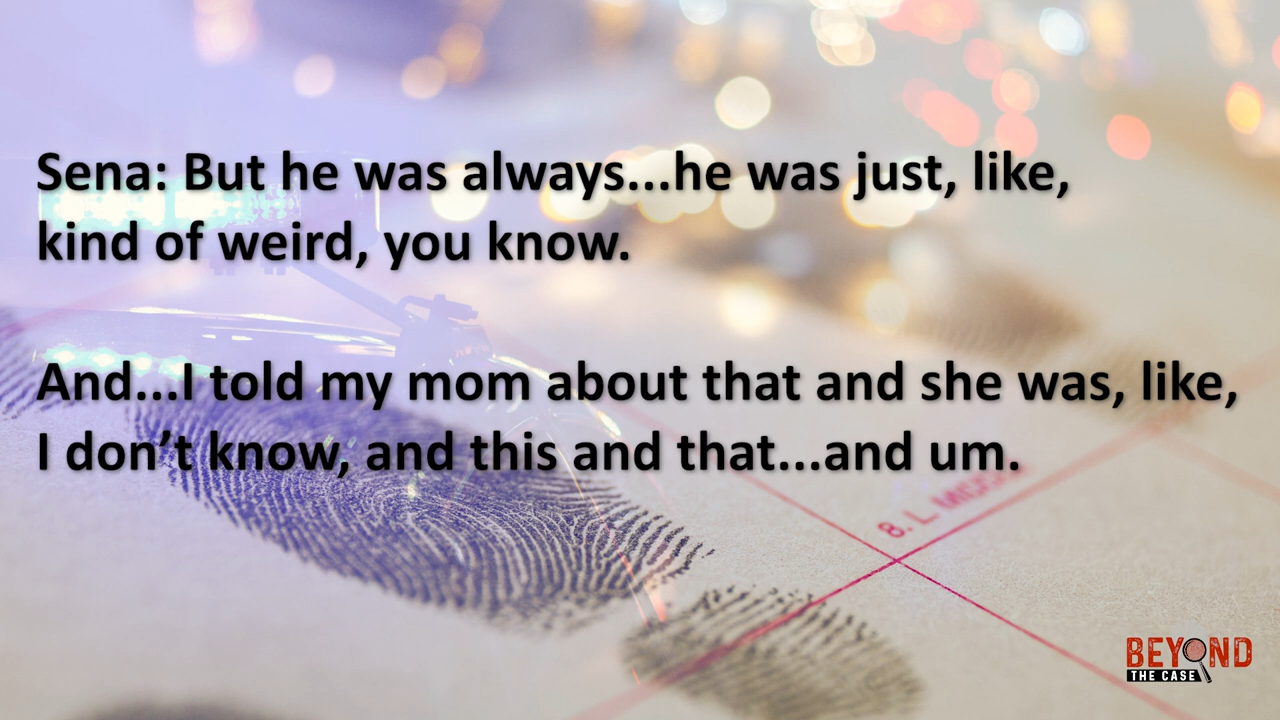 Sena: But he was always...he was just, like,
kind of weird, you know.
And...I told my mom about that and she was, like,
I don’t know, and this and that...and um.
8. L.
BEYOND
THE CASE